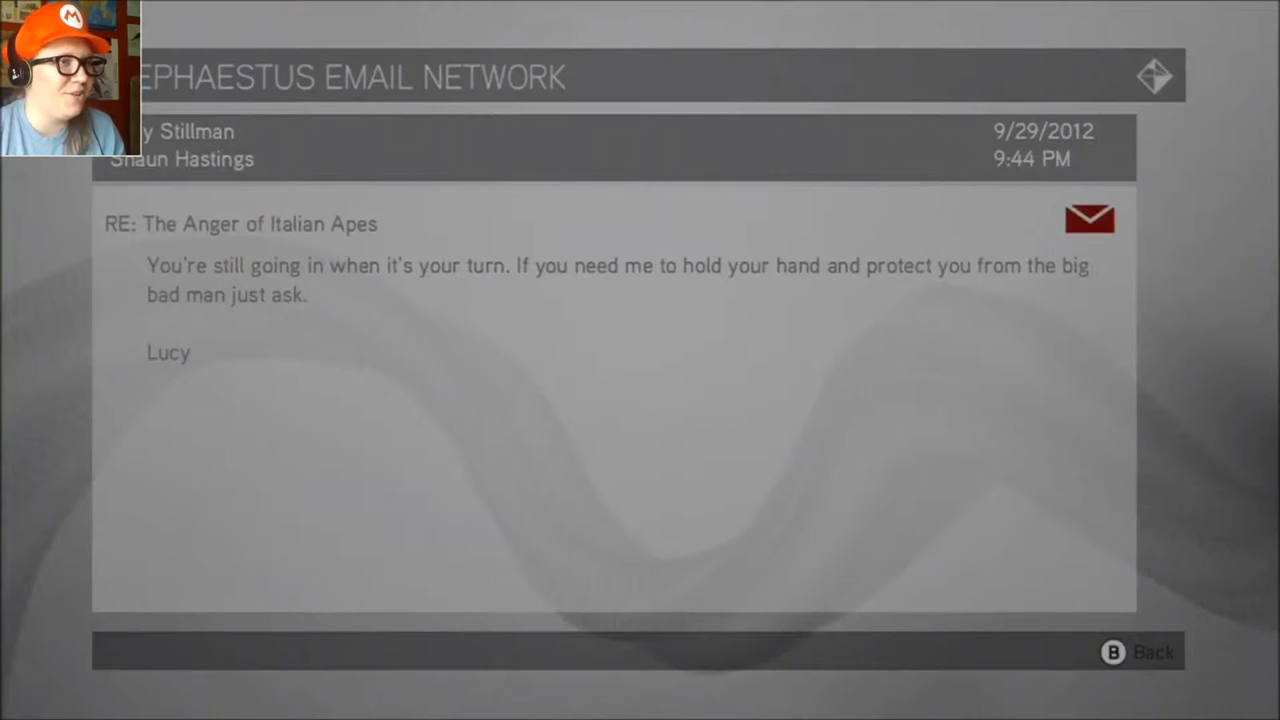 EPHAESTUS EMAIL NETWORK
y Stillman
9/29/2012
Shaun Hastings
9:44 PM
RE: The Anger of Italian Apes
You're still going in when it's your turn. If you need me to hold your hand and protect you from the big
bad man just ask.
Lucy
B Back